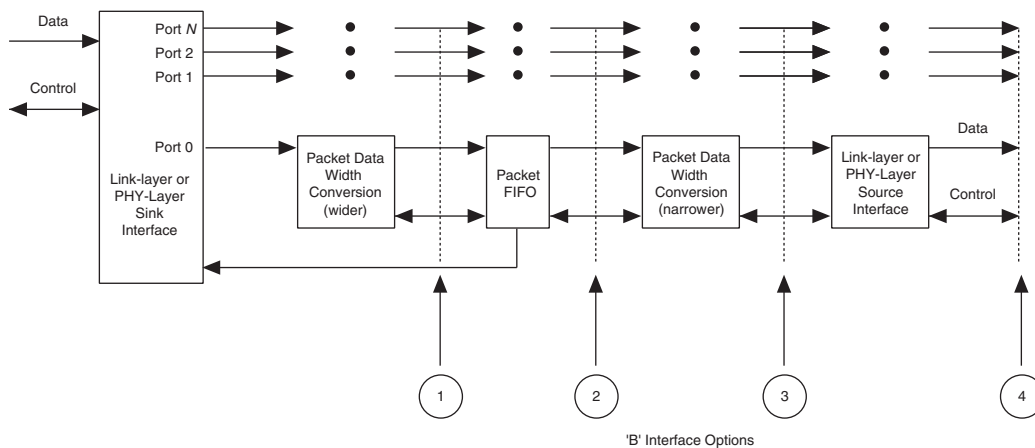 Data
Control
Port N
Port 2
Port 1
Port 0
Link-layer or
PHY-Layer
Sink
Interface
Packet Data
Width
Conversion
(wider)
Packet
FIFO
Packet Data
Width
Conversion
(narrower)
Link-layer or
PHY-Layer
Source
Interface
Data
Control
1
2
3
4
'B' Interface Options